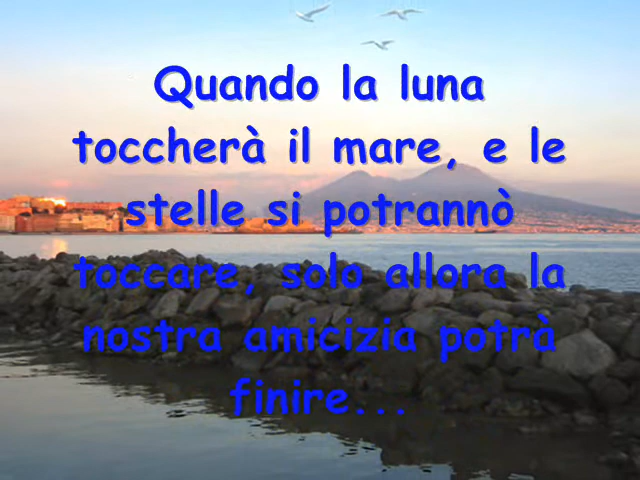 Quando la luna
toccherà il mare, e le
stelle si potrannò
toccare, solo allora la
nostra amicizia potrà
finire...